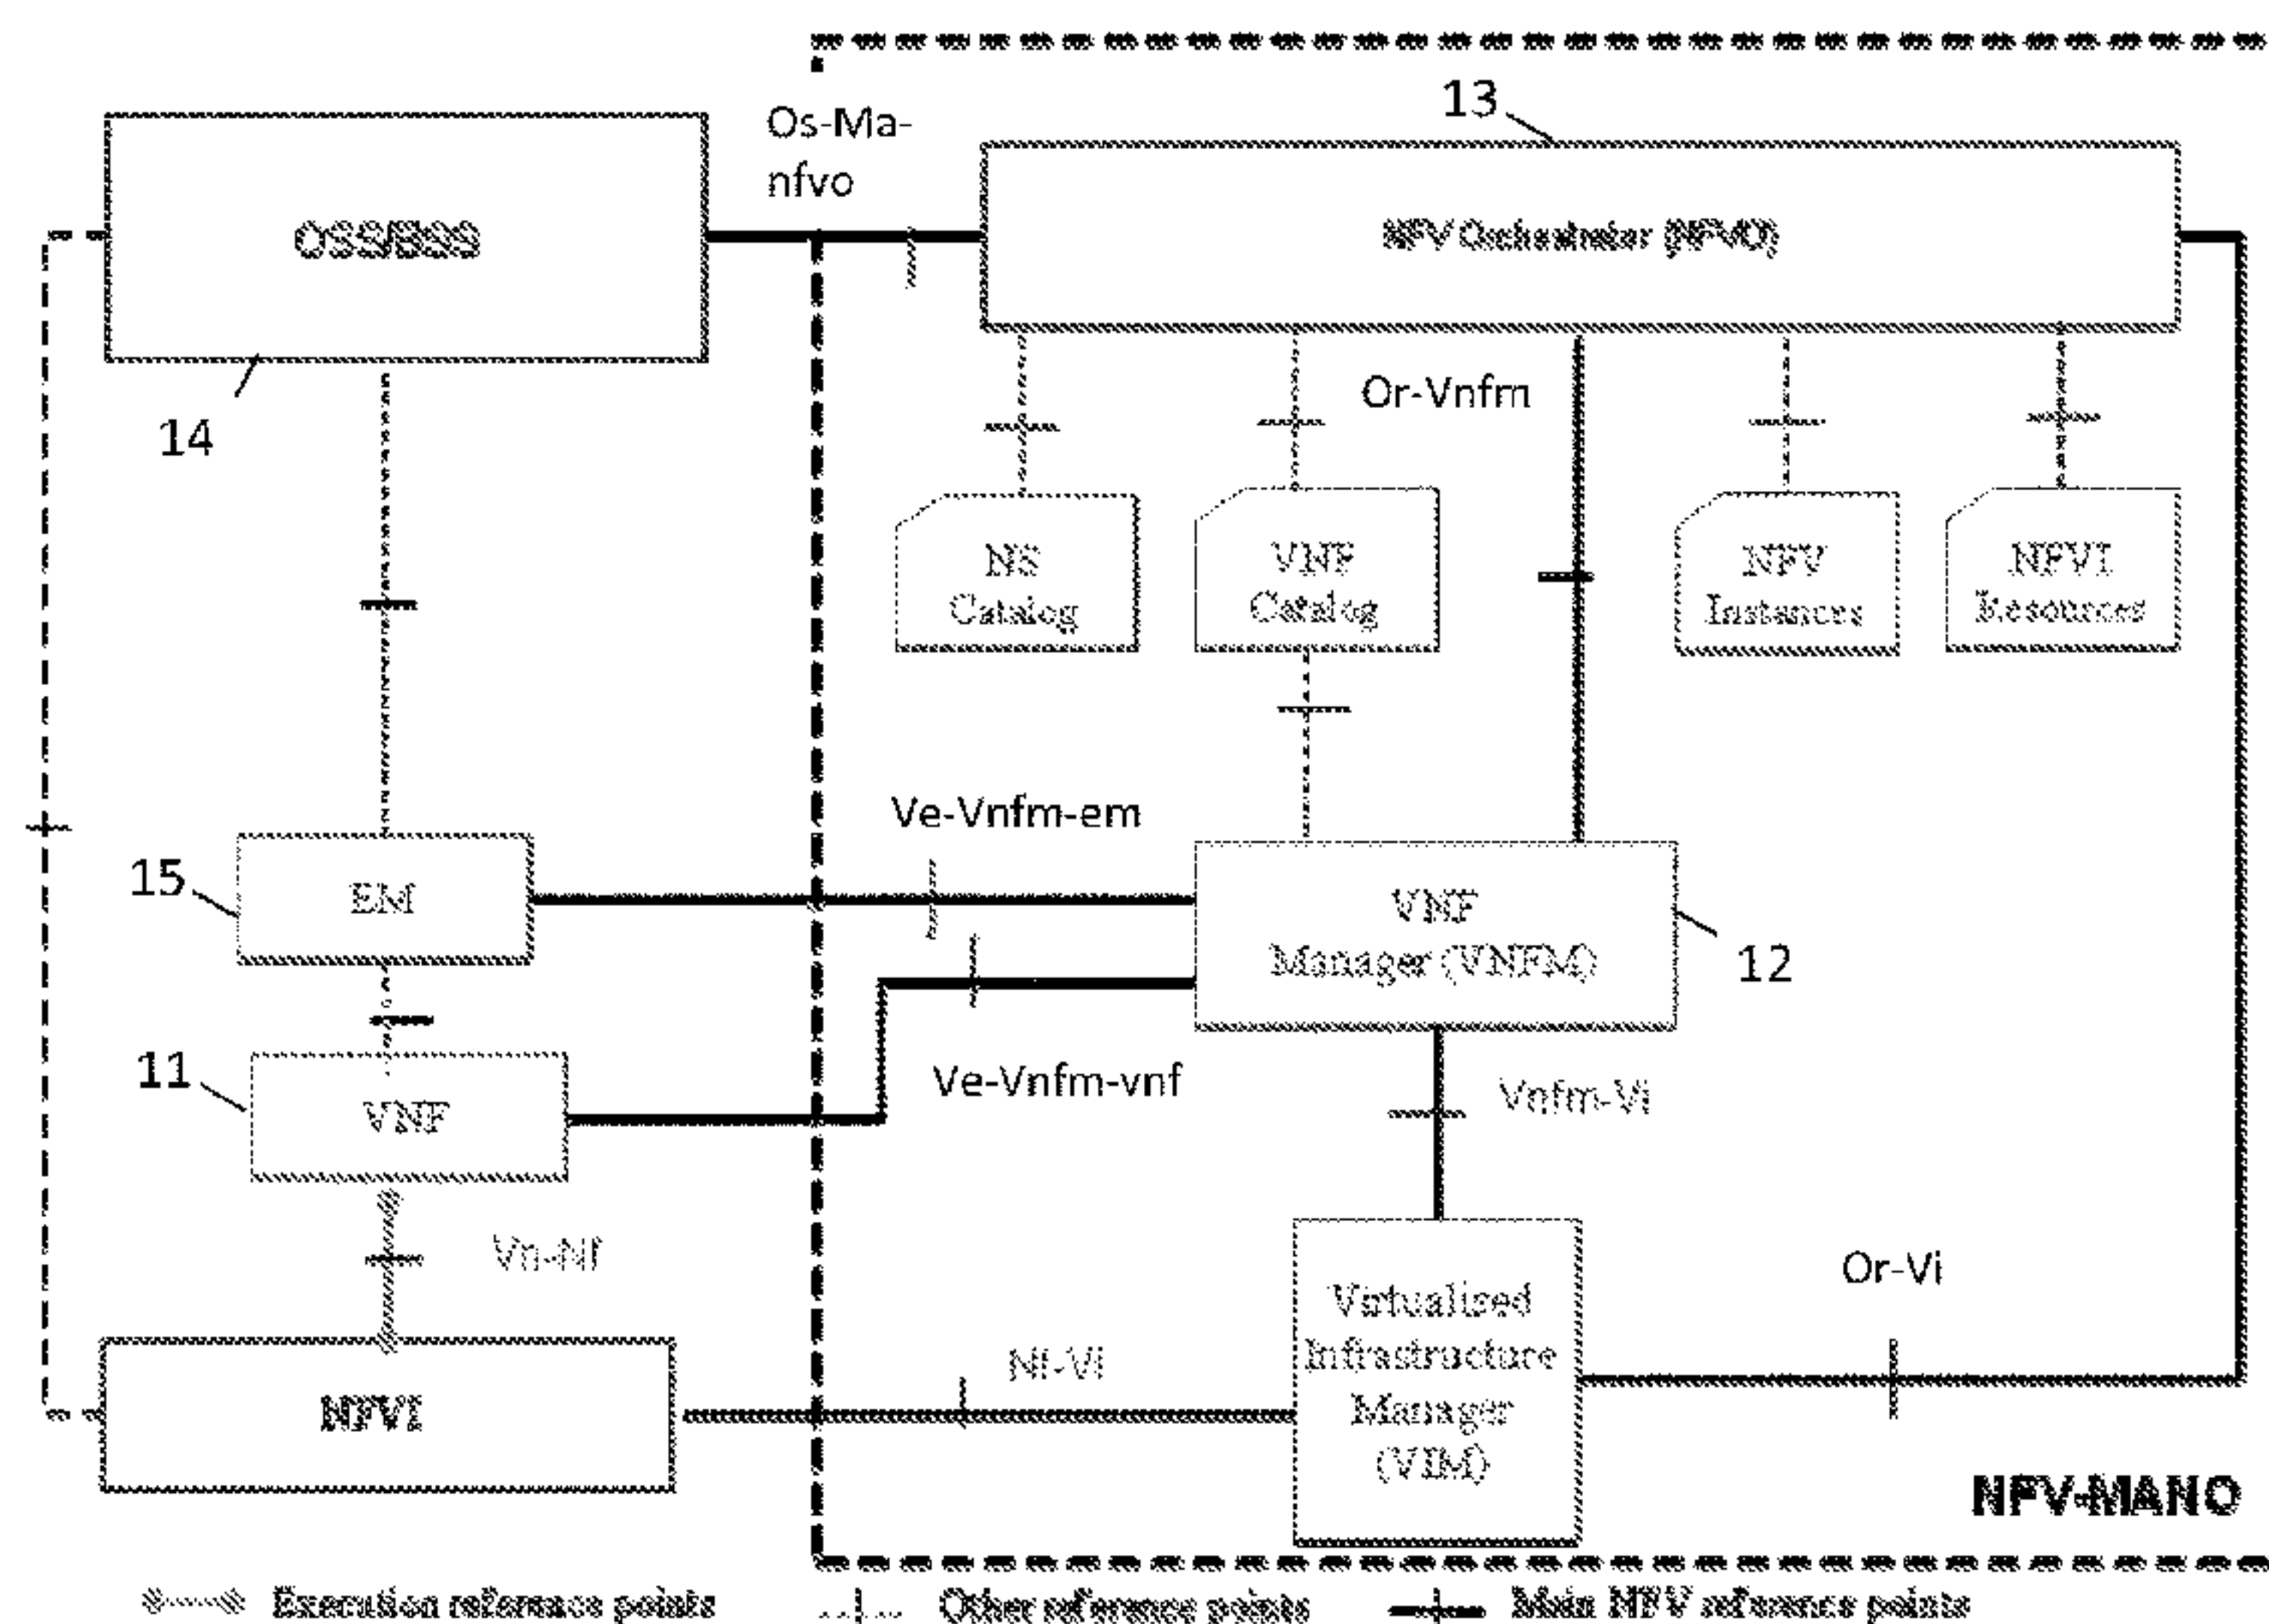 13
Os-Ma-
nfvo
OSS/BSS
NFV Orchestrator (NFVO)
14
Or-Vnfm
NS
Catalog
VNF
Catalog
NFV
Instances
NFVI
Resources
Ve-Vnfm-em
15
EM
VNF
Manager (VNFM)
12
11
VNF
Ve-Vnfm-vnf
Vnfm-Vi
Vn-Nf
Or-Vi
Virtualised
Infrastructure
Manager
(VIM)
Nf-Vi
NFVI
NFV-MANO
Execution reference points
Other reference points
Main NFV reference points